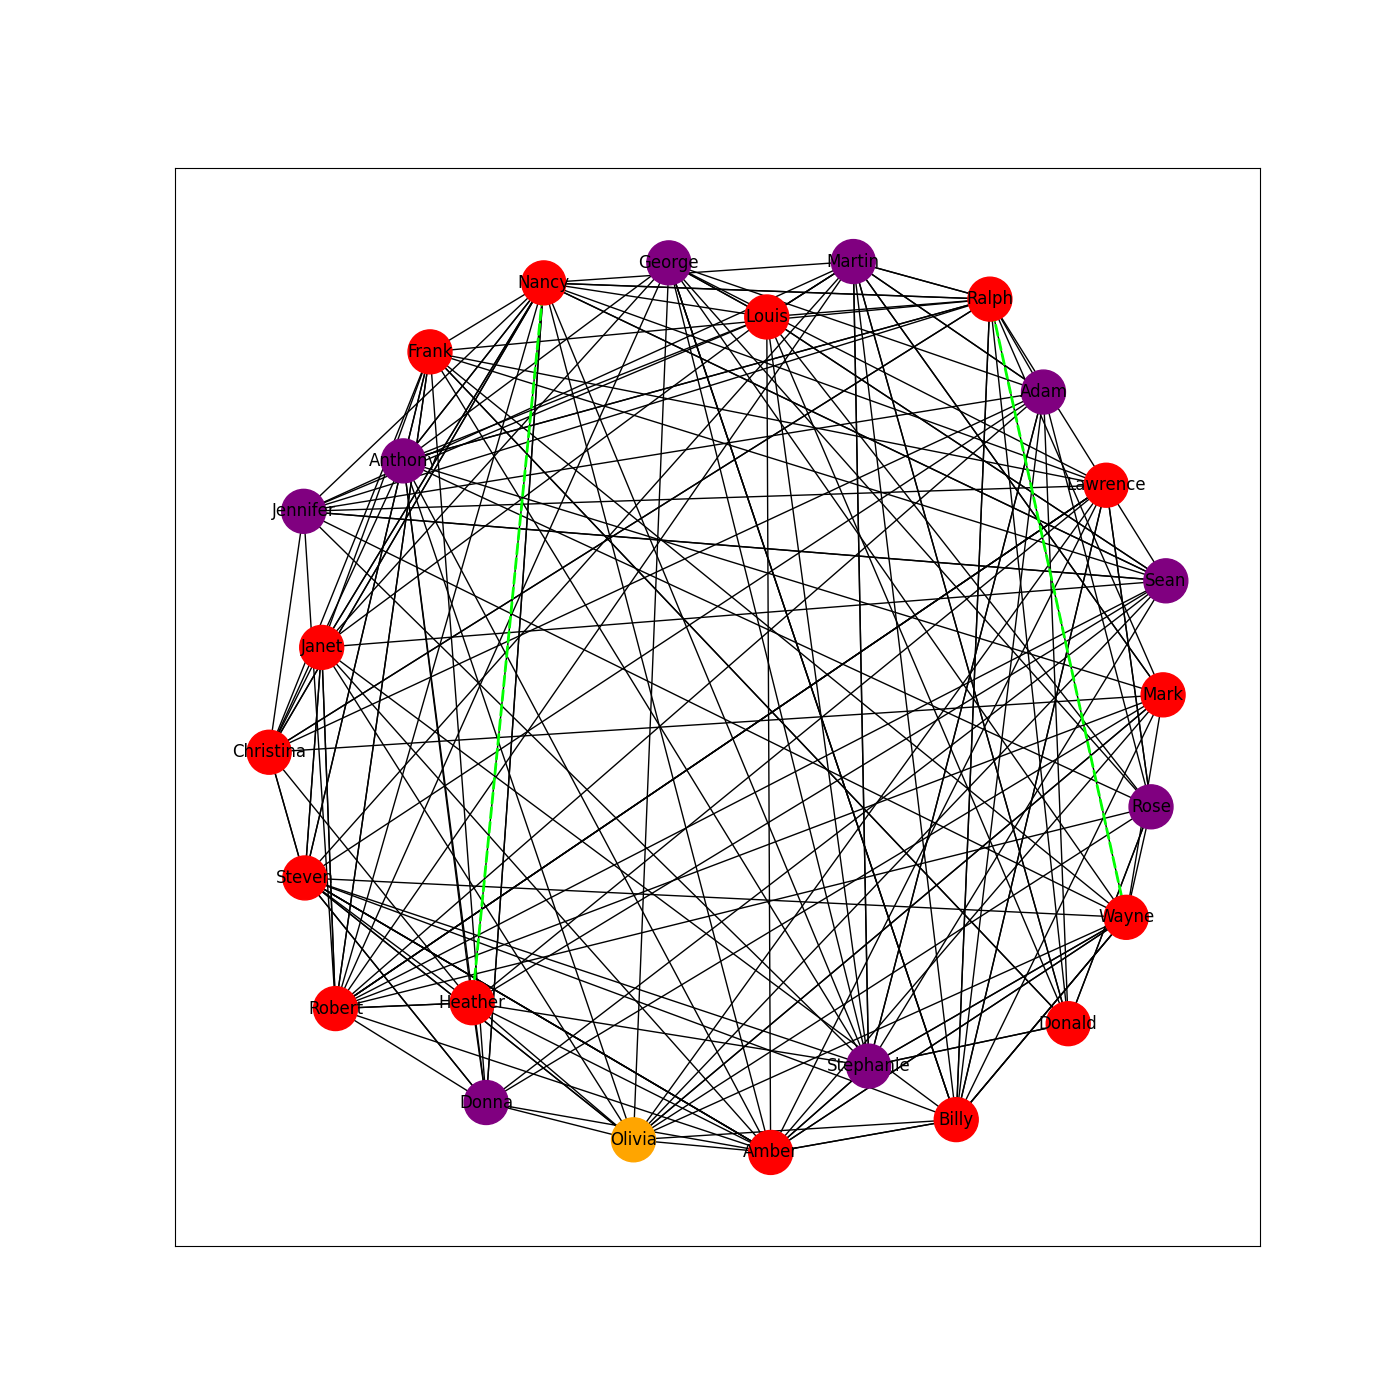 George
Martin
Nancy
Ralph
Louis
Frank
Adam
Anthony
Lawrence
Jennifer
Sean
Janet
Mark
Christina
Rose
Steven
Wayne
Heather
Robert
Donald
Stephanie
Donna
Billy
Olivia
Amber